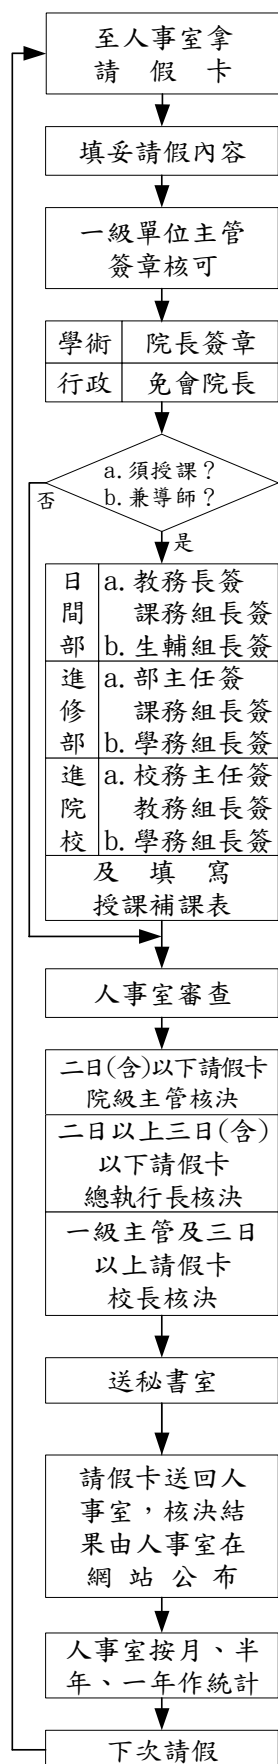 至人事室拿
請假卡
填妥請假內容
一級單位主管
簽章核可
學術 院長簽章
行政 免會院長
a. 須授課？
b. 兼導師？
否
是
日間部
a. 教務長簽
課務組長簽
b. 生輔組長簽
進修部
a. 部主任簽
課務組長簽
b. 學務組長簽
進院校
a. 校務主任簽
教務組長簽
b. 學務組長簽
及填寫
授課補課表
人事室審查
二日(含)以下請假卡
院級主管核決
二日以上三日(含)
以下請假卡
總執行長核決
一級主管及三日
以上請假卡
校長核決
送秘書室
請假卡送回人
事室，核決結
果由人事室在
網站公布
人事室按月、半
年、一年作統計
下次請假